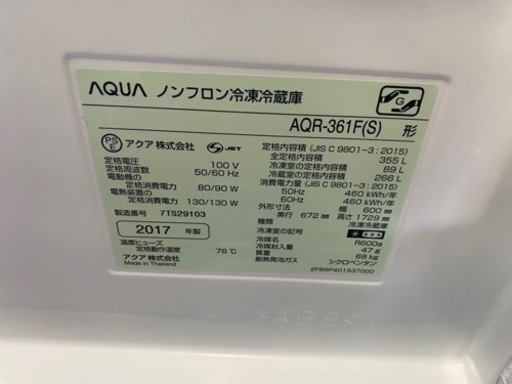 AQUA ノンフロン冷凍冷蔵庫
G
AQR-361F(S) 形
PSE アクア株式会社 S JET
定格電圧 100 V
定格周波数 50/60 Hz
定格消費電力 80/90 W
電熱装置の
定格消費電力 130/130 W
製造番号 7TS29103
2017 年製
温度ヒューズ
定格動作温度 76℃
アクア株式会社
Made in Thailand
定格内容積 (JIS C 9801-3:2015)
全定格内容積 355 L
冷凍室の定格内容積 89 L
冷蔵室の定格内容積 266 L
消費電力量 (JIS C 9801-3:2015)
50Hz 460 kWh/年
60Hz 460 kWh/年
外形寸法 幅 600 mm
奥行 672 mm 高さ 1729 mm
種類 冷凍冷蔵庫
冷凍室の記号
冷媒 R600a
冷媒封入量 47 g
質量 68 kg
断熱発泡ガス シクロペンタン
2FB6P401537000
>ABS<